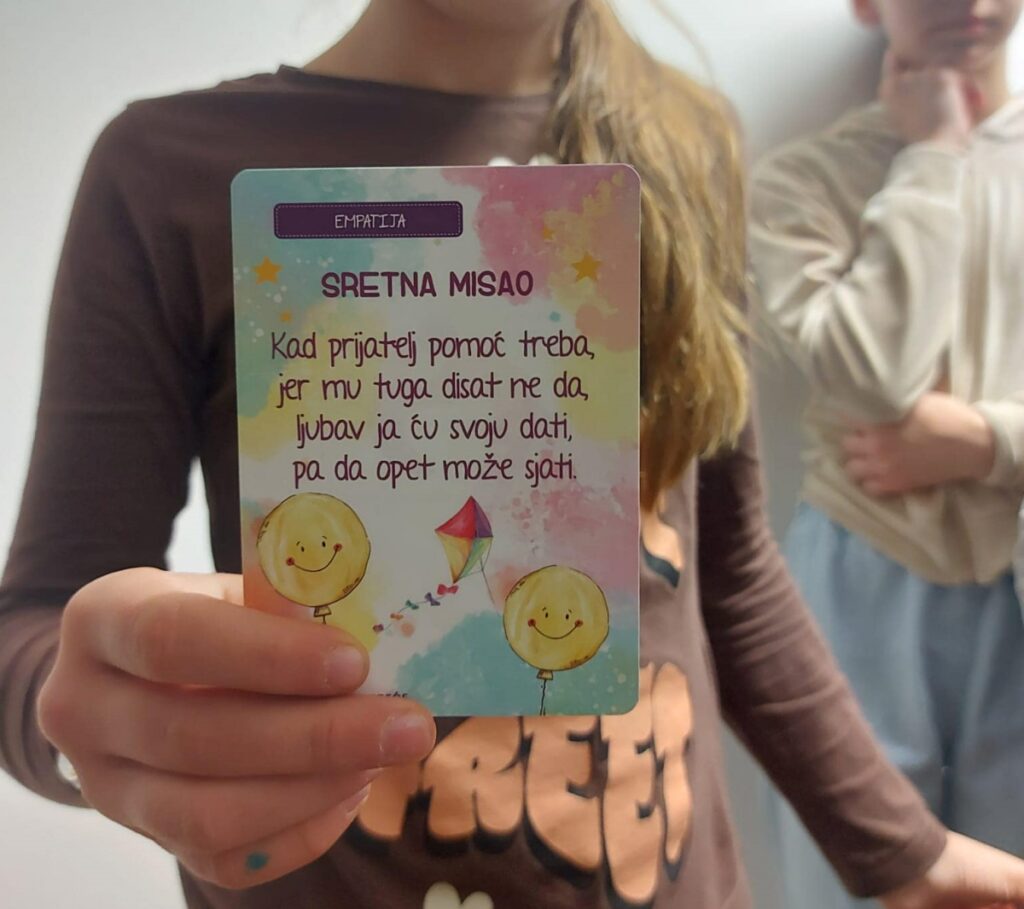 EMPATIJA
SRETNA MISAO
Kad prijatelj pomoć treba,
jer mu tuga disat ne da,
ljubav ja ću svoju dati,
pa da opet može sjati.